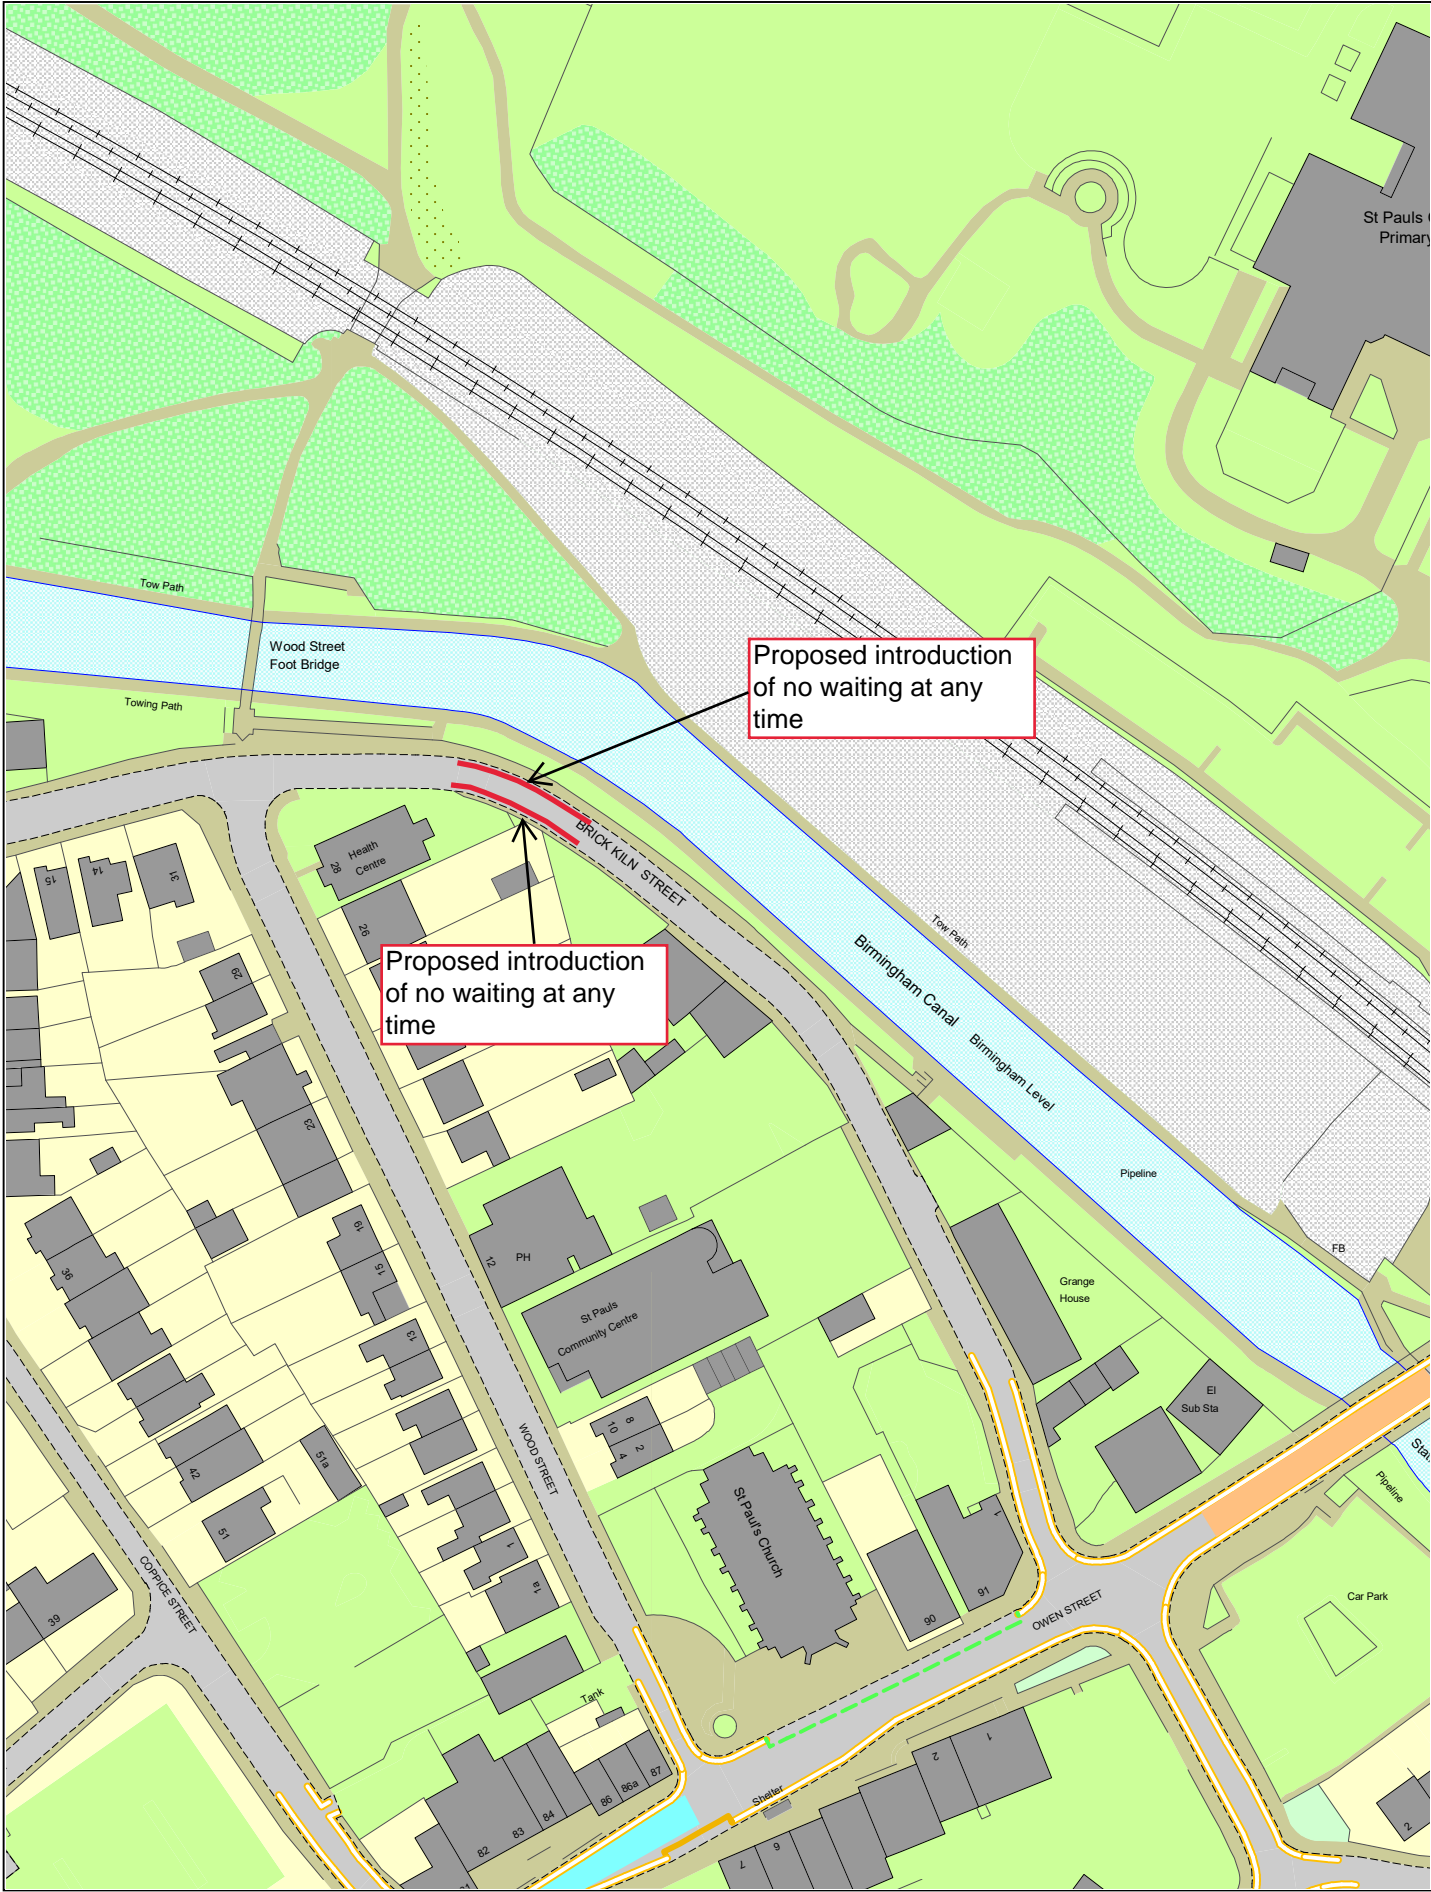 St Pauls
Primary
Tow Path
Wood Street
Foot Bridge
Towing Path
Proposed introduction
of no waiting at any
time
BRICK KILN STREET
Health
Centre
28
15
14
31
26
29
Tow Path
Proposed introduction
of no waiting at any
time
Birmingham Canal
Birmingham Level
23
Pipeline
19
15
36
12
PH
FB
Grange
House
St Pauls
Community Centre
13
El
Sub Sta
10
8
4
2
WOOD STREET
42
51a
51
St Paul's Church
Pipeline
1
1
1a
COPPICE STREET
39
91
90
OWEN STREET
Car Park
Tank
87
86a
86
84
83
82
Shelter
2
1
2
6
7